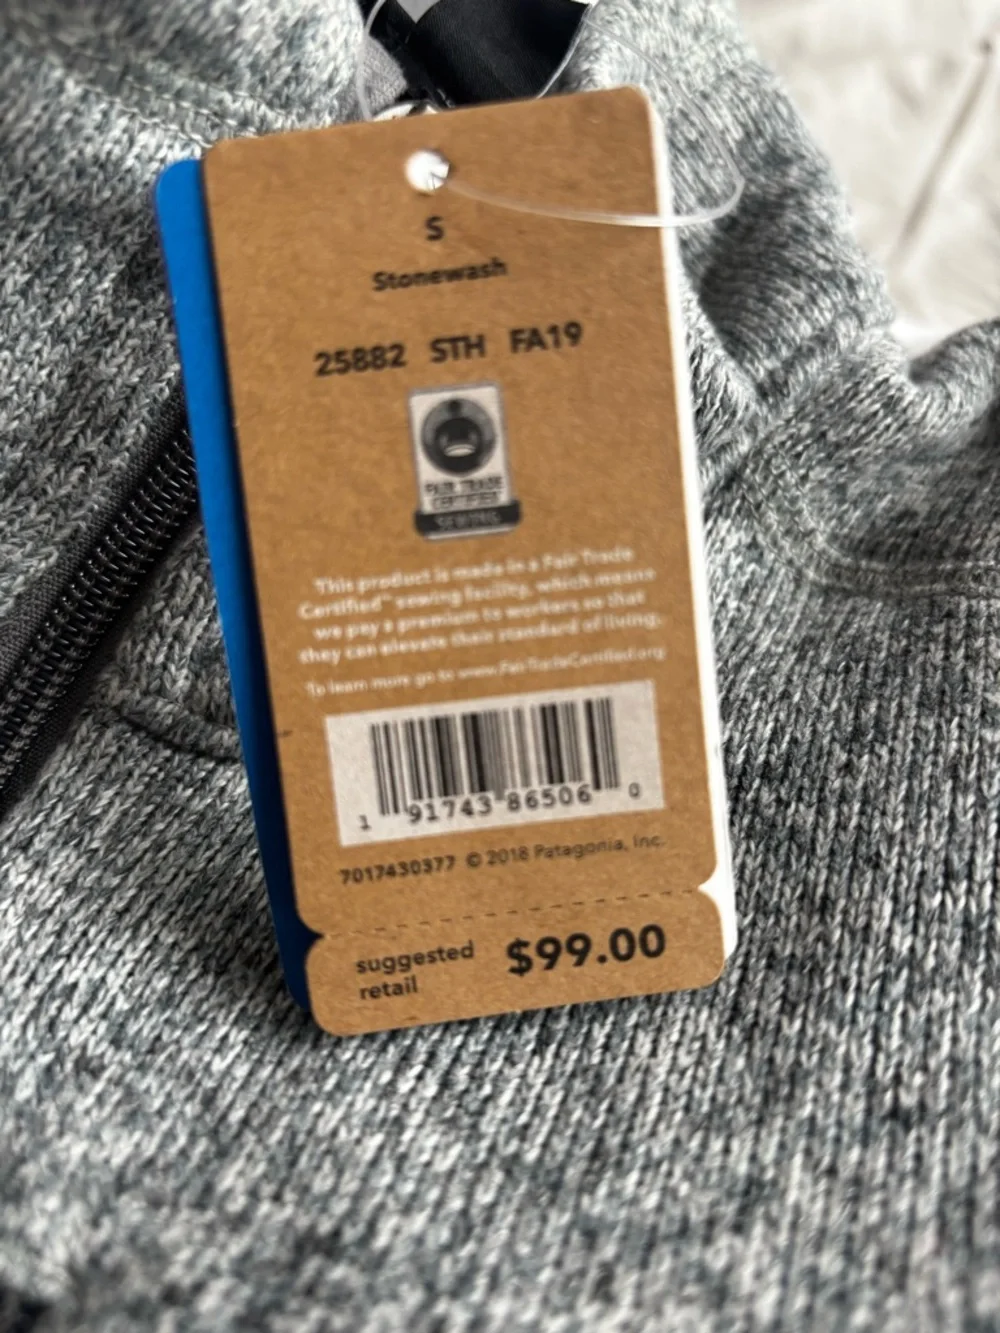 S
Stonewash
25882 STH FA19
FAIR TRADE
CERTIFIED
SEWING
This product is made in a Fair Trade
Certified™ sewing facility, which means
we pay a premium to workers so that
they can elevate their standard of living.
To learn more go to www.FairTradeCertified.org
1 91743 86506 0
7017430377 © 2018 Patagonia, Inc.
suggested
retail
$99.00